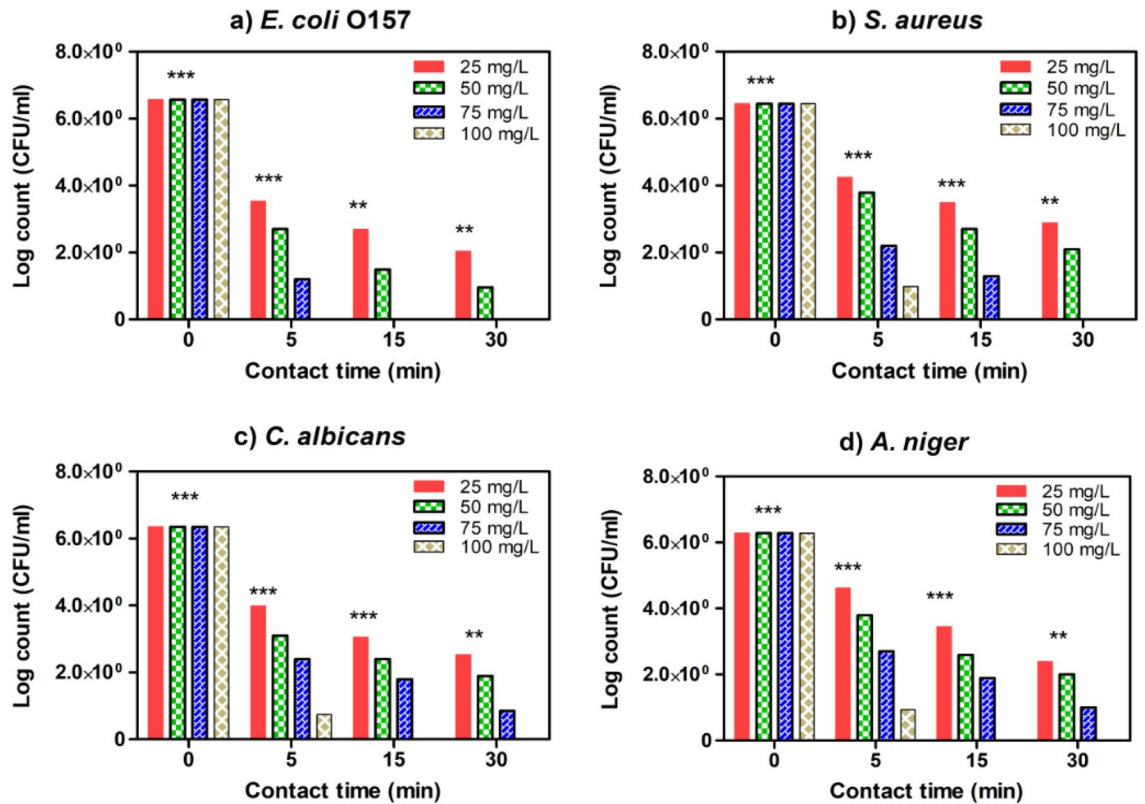 a) E. coli O157
Log count (CFU/ml)
8.0×10⁰
6.0×10⁰
4.0×10⁰
2.0×10⁰
0
***
***
**
**
25 mg/L
50 mg/L
75 mg/L
100 mg/L
0 5 15 30
Contact time (min)
b) S. aureus
Log count (CFU/ml)
8.0×10⁰
6.0×10⁰
4.0×10⁰
2.0×10⁰
0
***
***
***
**
25 mg/L
50 mg/L
75 mg/L
100 mg/L
0 5 15 30
Contact time (min)
c) C. albicans
Log count (CFU/ml)
8.0×10⁰
6.0×10⁰
4.0×10⁰
2.0×10⁰
0
***
***
***
**
25 mg/L
50 mg/L
75 mg/L
100 mg/L
0 5 15 30
Contact time (min)
d) A. niger
Log count (CFU/ml)
8.0×10⁰
6.0×10⁰
4.0×10⁰
2.0×10⁰
0
***
***
***
**
25 mg/L
50 mg/L
75 mg/L
100 mg/L
0 5 15 30
Contact time (min)